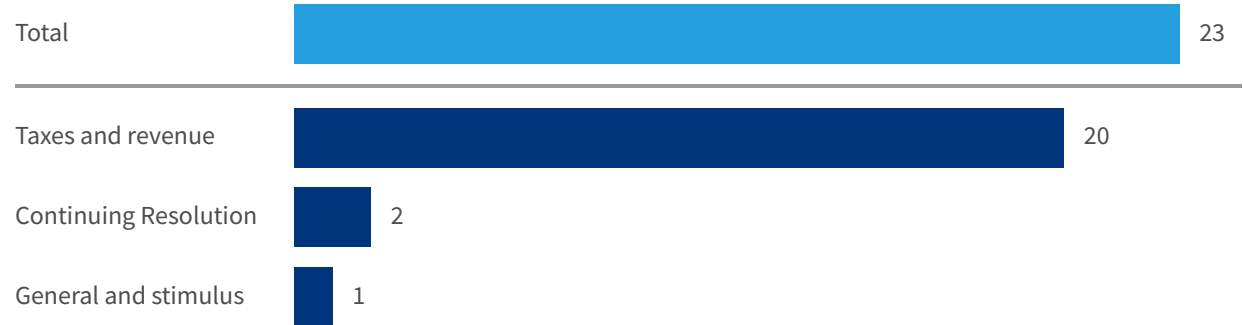 Total 23
Taxes and revenue 20
Continuing Resolution 2
General and stimulus 1